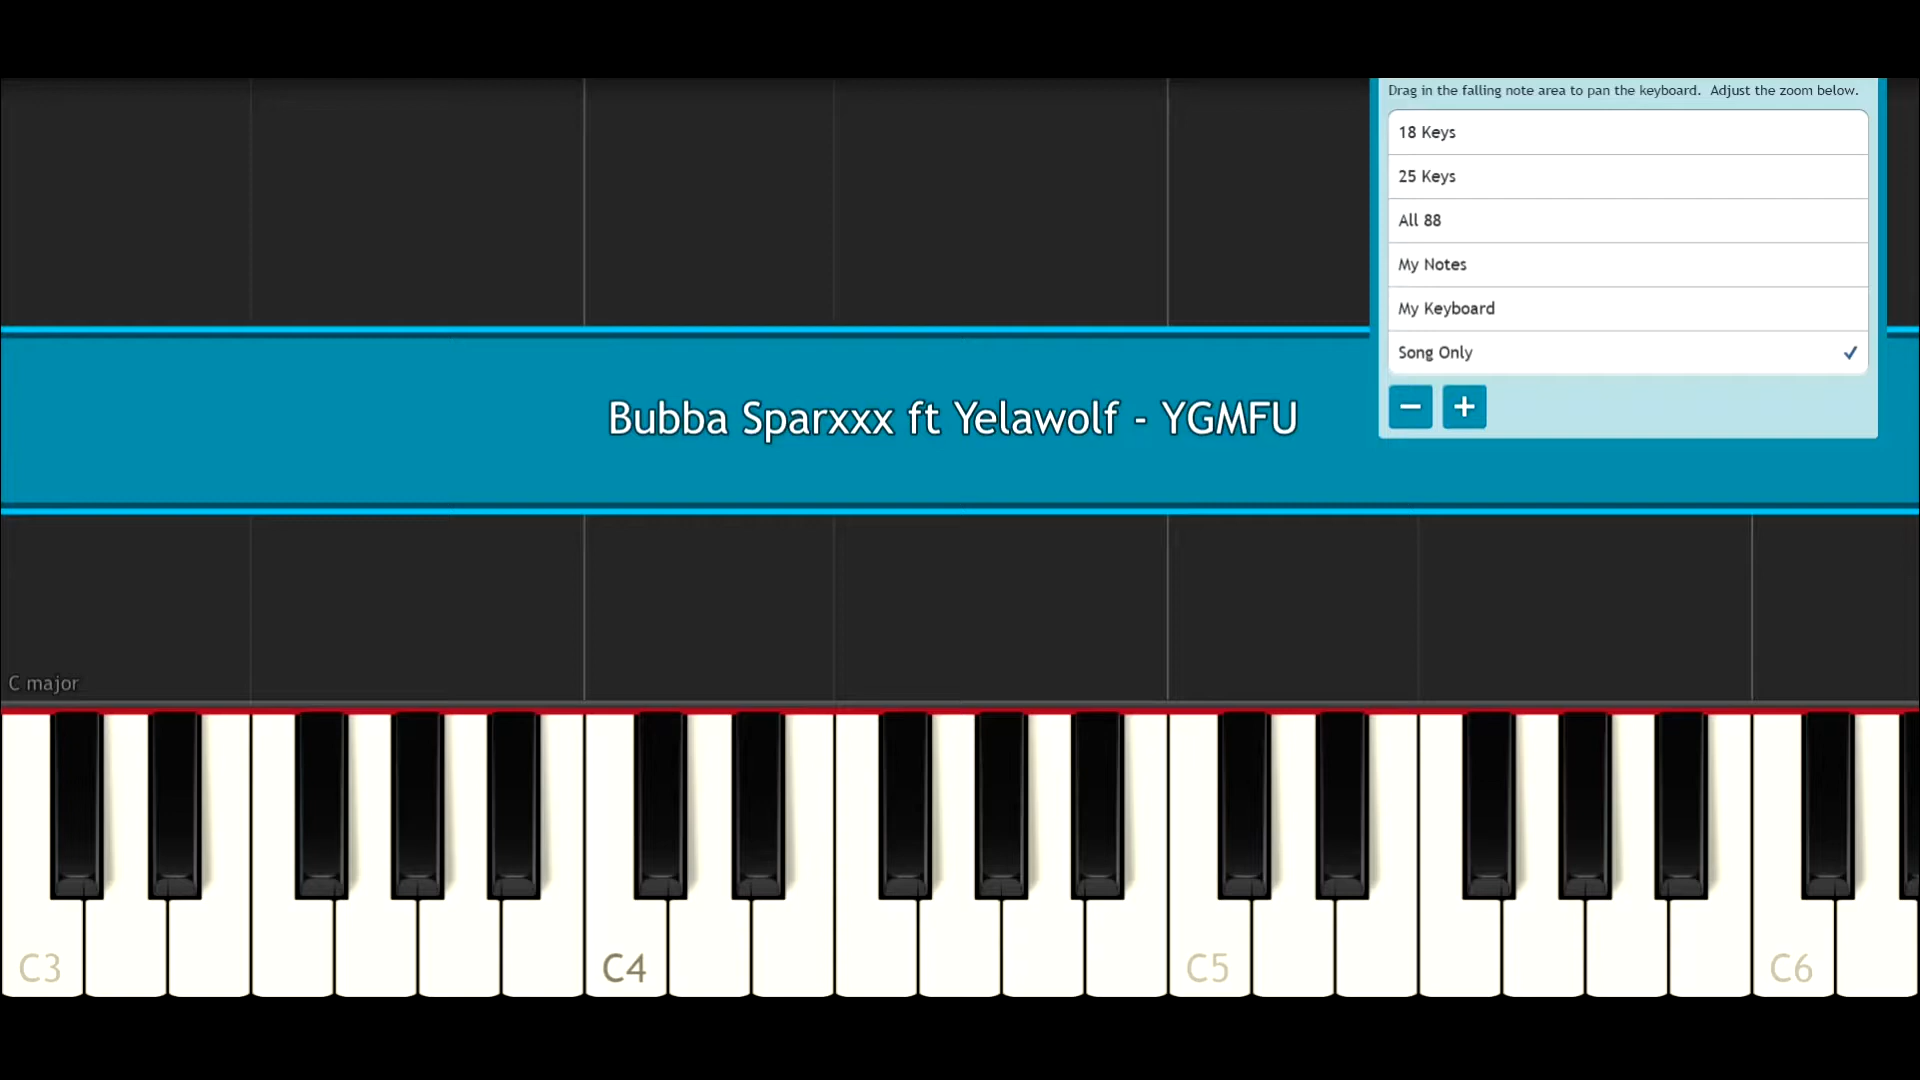 Drag in the falling note area to pan the keyboard.  Adjust the zoom below.
18 Keys
25 Keys
All 88
My Notes
My Keyboard
Song Only
Bubba Sparxxx ft Yelawolf - YGMFU
C major
C3 C4 C5 C6